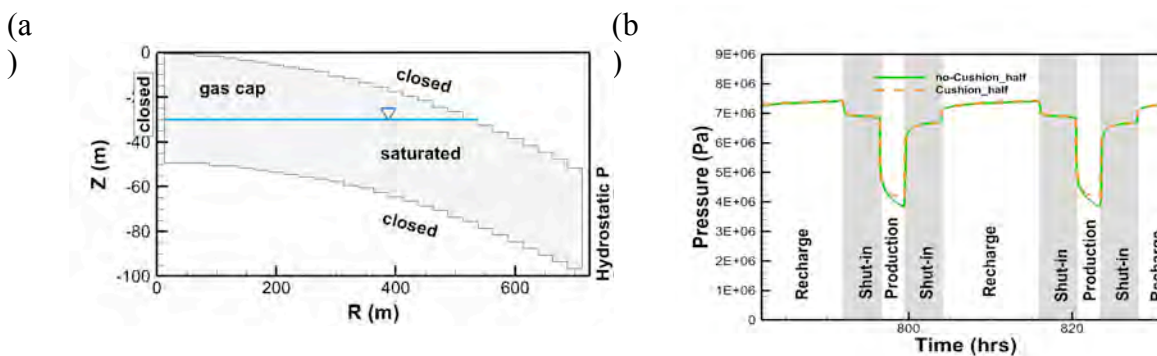 (a
)
0
-20
-40
-60
-80
-100
Z (m)
closed
gas cap
closed
saturated
closed
Hydrostatic P
0
200
400
600
R (m)
(b
)
9E+06
8E+06
7E+06
6E+06
5E+06
4E+06
3E+06
2E+06
1E+06
0
Pressure (Pa)
no-Cushion_half
Cushion_half
Recharge
Shut-in
Production
Shut-in
Recharge
Shut-in
Production
Shut-in
800
820
Time (hrs)